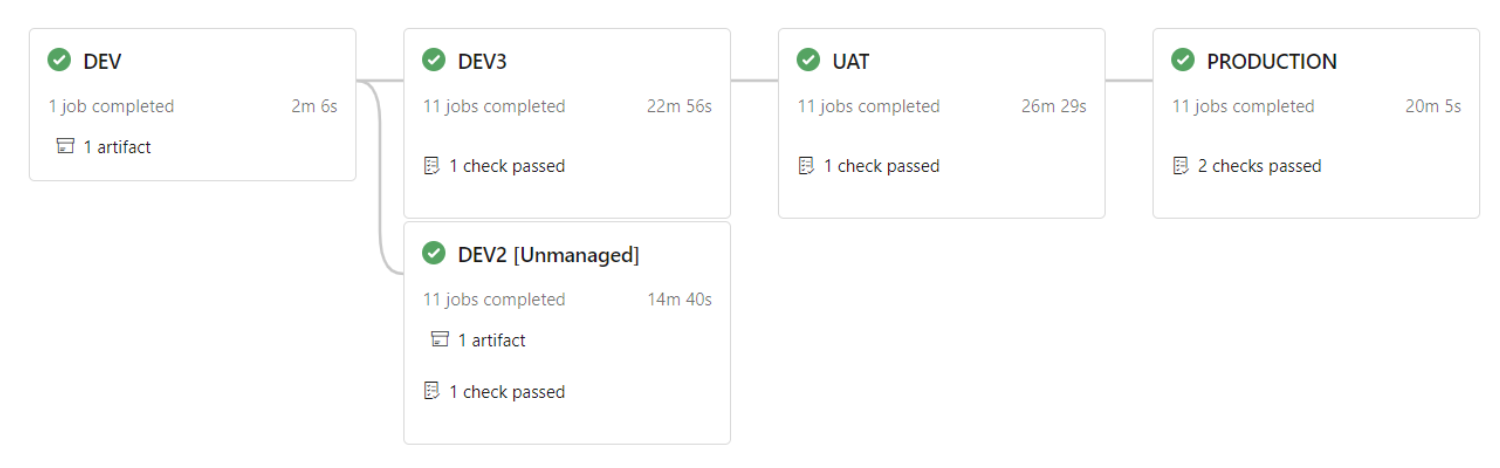 DEV
1 job completed 2m 6s
1 artifact
DEV3
11 jobs completed 22m 56s
1 check passed
DEV2 [Unmanaged]
11 jobs completed 14m 40s
1 artifact
1 check passed
UAT
11 jobs completed 26m 29s
1 check passed
PRODUCTION
11 jobs completed 20m 5s
2 checks passed